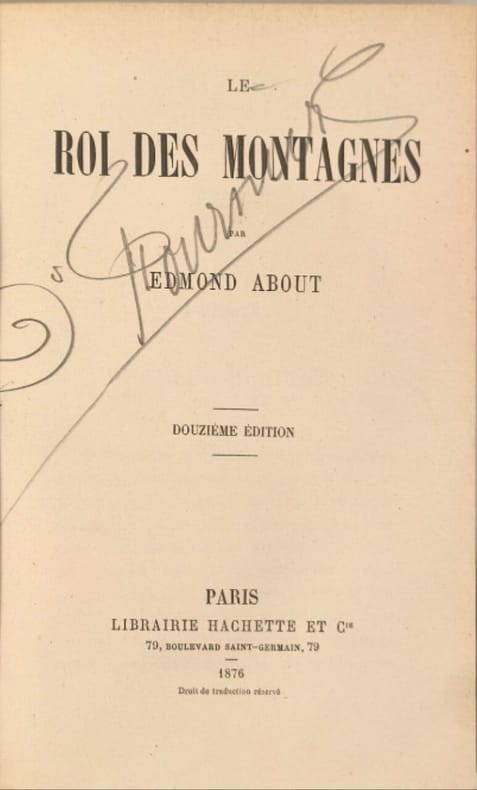 LE
ROI DES MONTAGNES
PAR
EDMOND ABOUT
DOUZIÉME ÉDITION
PARIS
LIBRAIRIE HACHETTE ET Cie
79, BOULEVARD SAINT-GERMAIN, 79
1876
Droit de traduction réservé